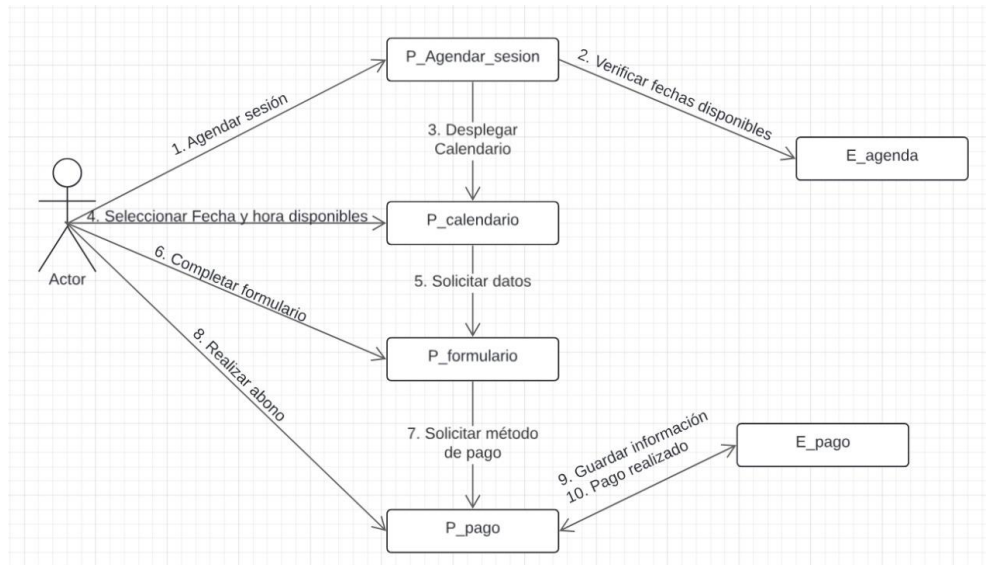 P_Agendar_sesion
2. Verificar fechas disponibles
1. Agendar sesión
3. Desplegar
Calendario
E_agenda
4. Seleccionar Fecha y hora disponibles
P_calendario
Actor
6. Completar formulario
5. Solicitar datos
8. Realizar abono
P_formulario
7. Solicitar método
de pago
9. Guardar información
10. Pago realizado
E_pago
P_pago